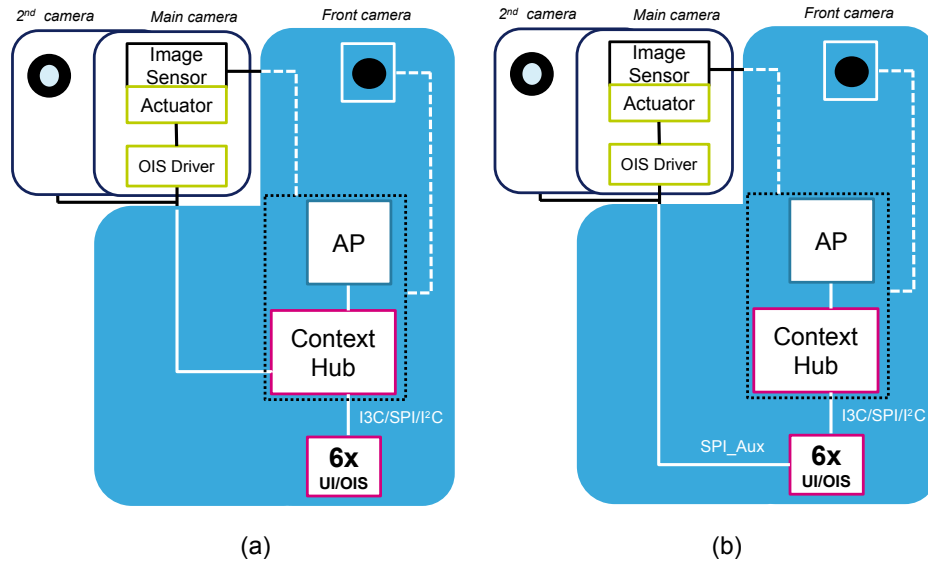 2nd camera
Main camera
Front camera
Image
Sensor
Actuator
OIS Driver
AP
Context
Hub
I3C/SPI/I²C
6x
UI/OIS
(a)
2nd camera
Main camera
Front camera
Image
Sensor
Actuator
OIS Driver
AP
Context
Hub
I3C/SPI/I²C
SPI_Aux
6x
UI/OIS
(b)